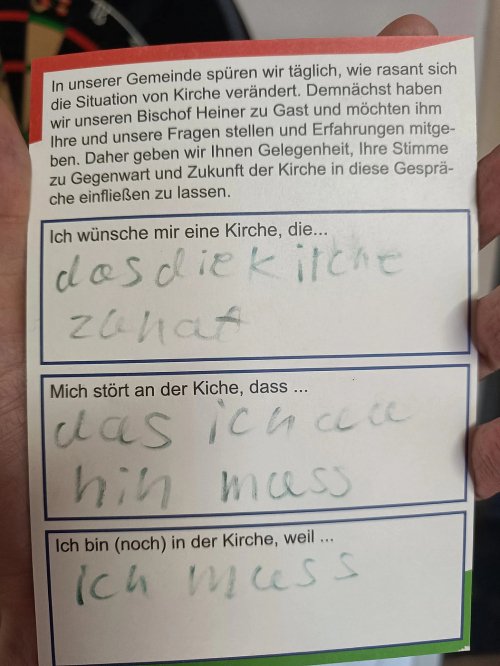 In unserer Gemeinde spüren wir täglich, wie rasant sich
die Situation von Kirche verändert. Demnächst haben
wir unseren Bischof Heiner zu Gast und möchten ihm
Ihre und unsere Fragen stellen und Erfahrungen mitge-
ben. Daher geben wir Ihnen Gelegenheit, Ihre Stimme
zu Gegenwart und Zukunft der Kirche in diese Gesprä-
che einfließen zu lassen.
Ich wünsche mir eine Kirche, die...
das die kirche
zuhat
Mich stört an der Kiche, dass ...
das ich da
hin muss
Ich bin (noch) in der Kirche, weil ...
ich muss